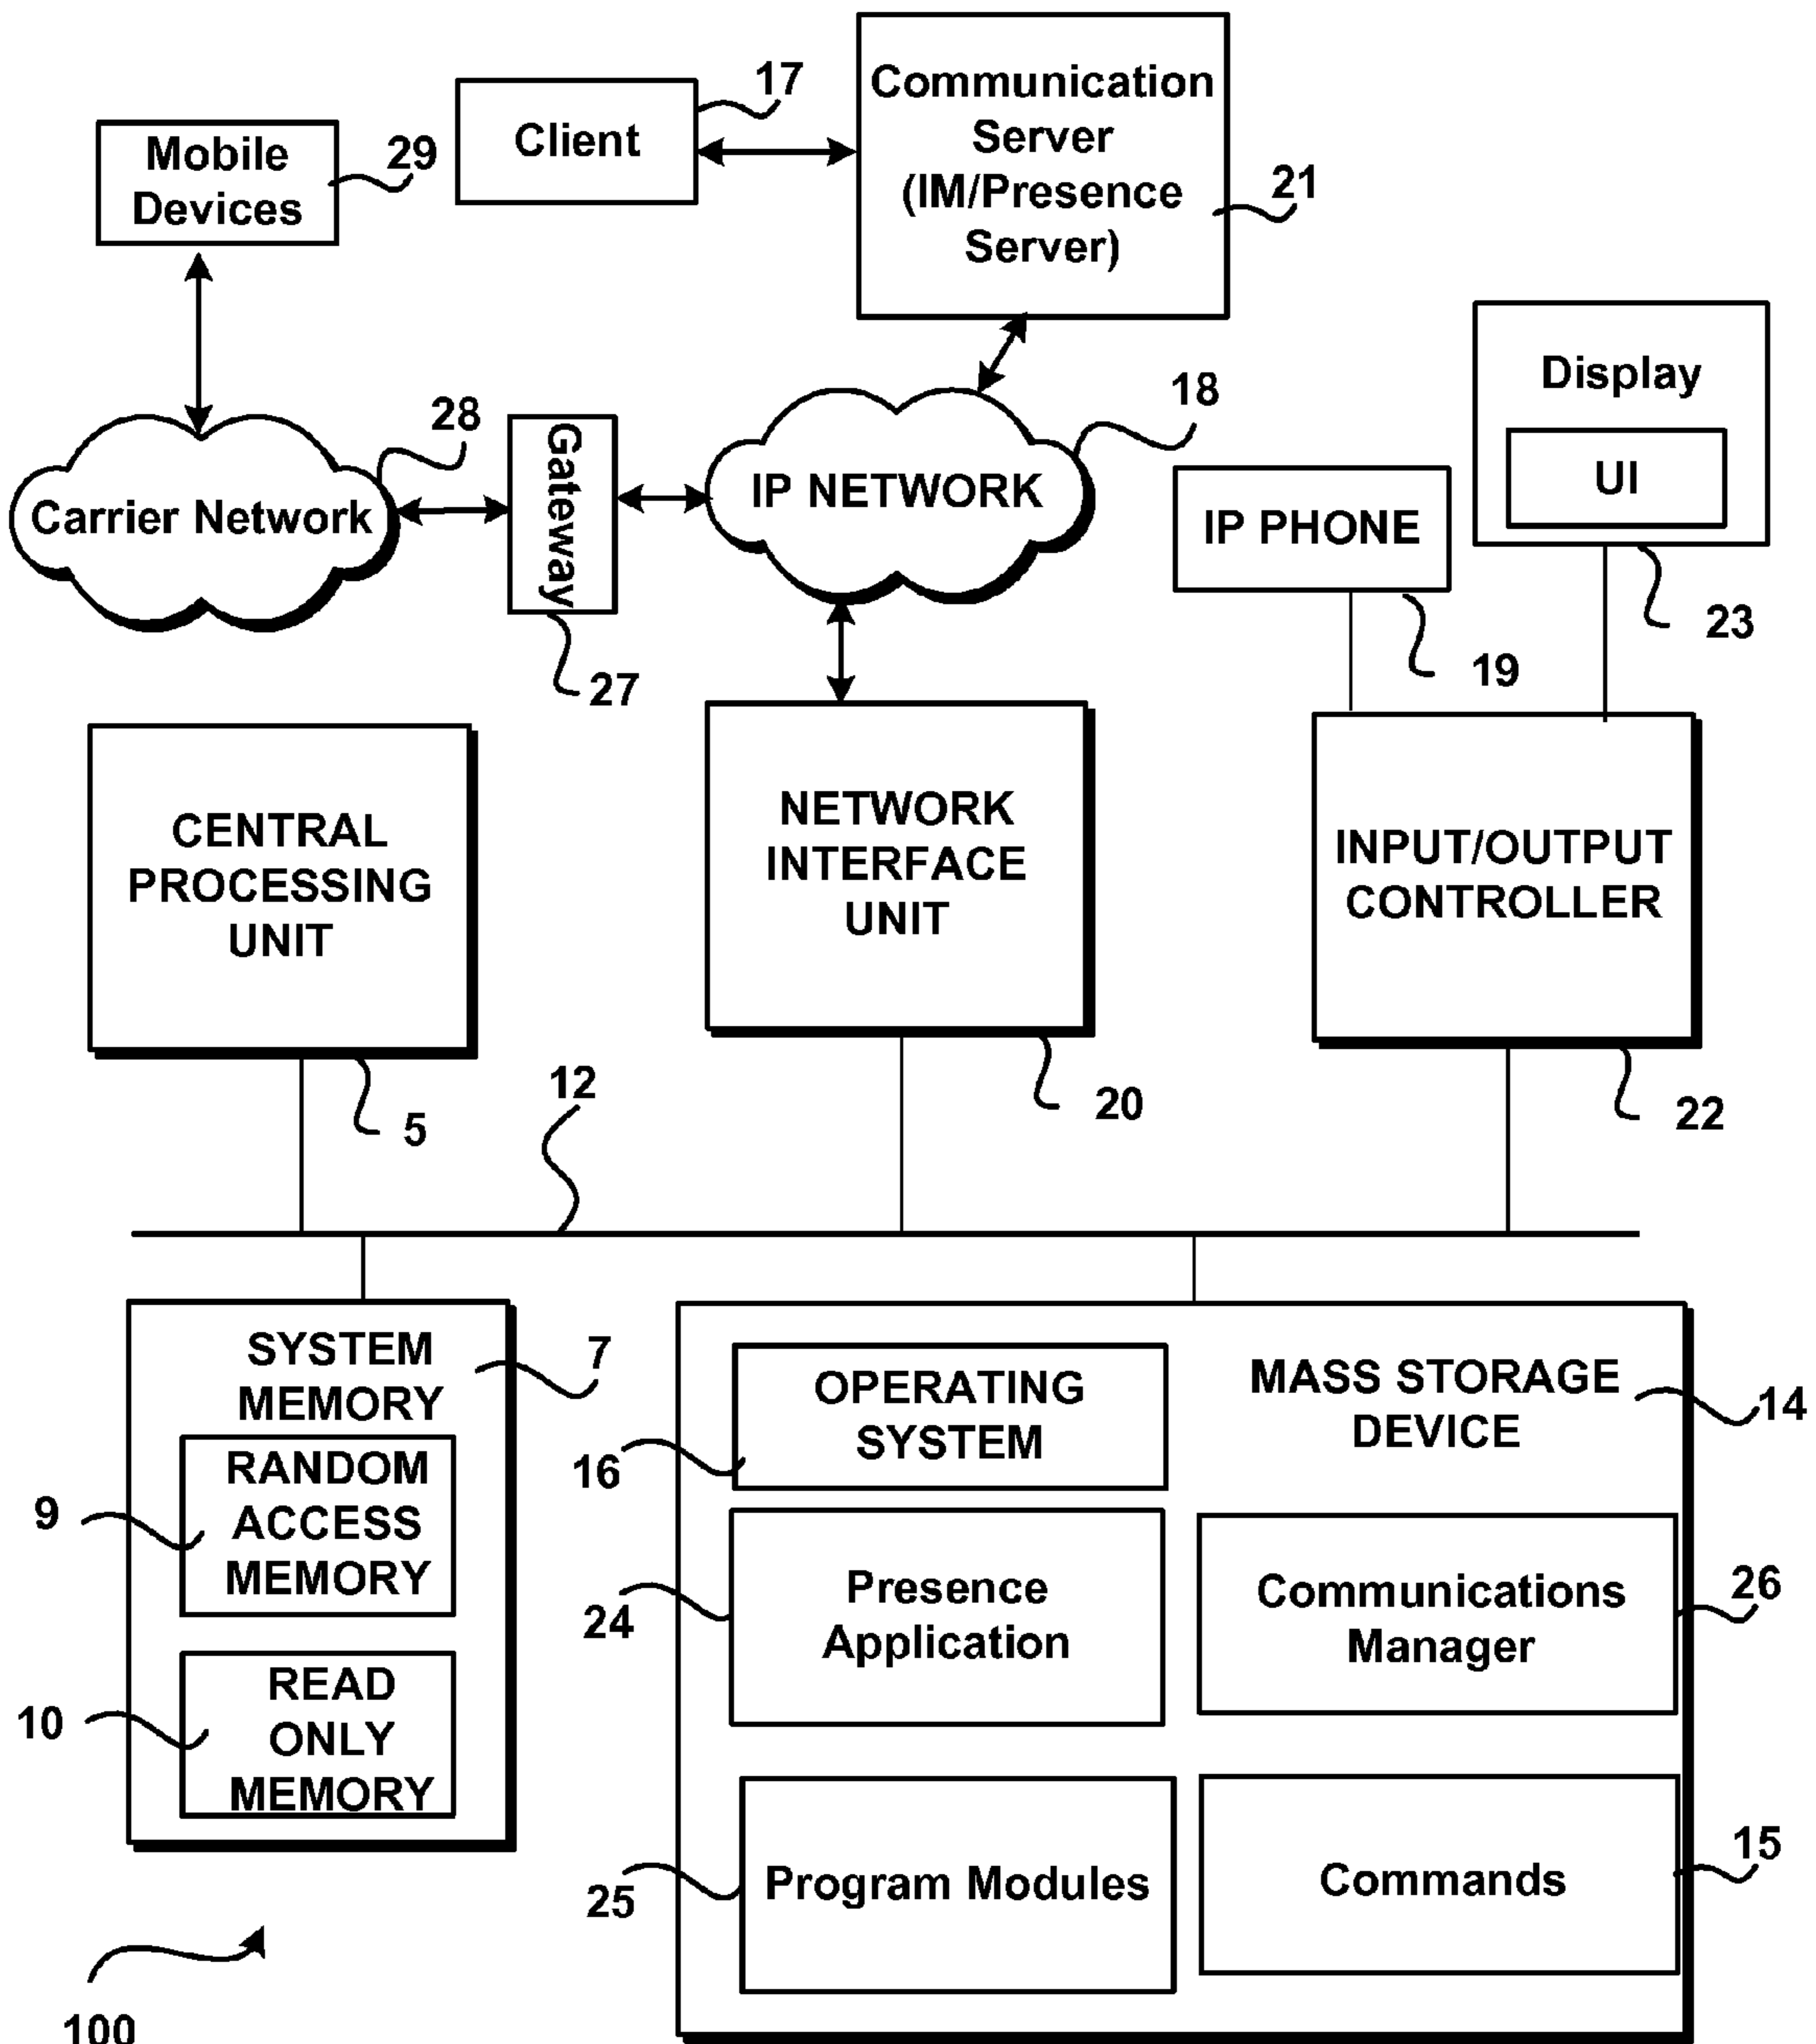 Communication
Server
(IM/Presence
Server)
21
17
Client
Mobile
Devices
29
Display
UI
23
28
18
Carrier Network
Gateway
27
IP NETWORK
IP PHONE
19
CENTRAL
PROCESSING
UNIT
5
NETWORK
INTERFACE
UNIT
20
INPUT/OUTPUT
CONTROLLER
22
12
SYSTEM
MEMORY
7
RANDOM
ACCESS
MEMORY
9
READ
ONLY
MEMORY
10
OPERATING
SYSTEM
16
MASS STORAGE
DEVICE
14
Presence
Application
24
Communications
Manager
26
Program Modules
25
Commands
15
100